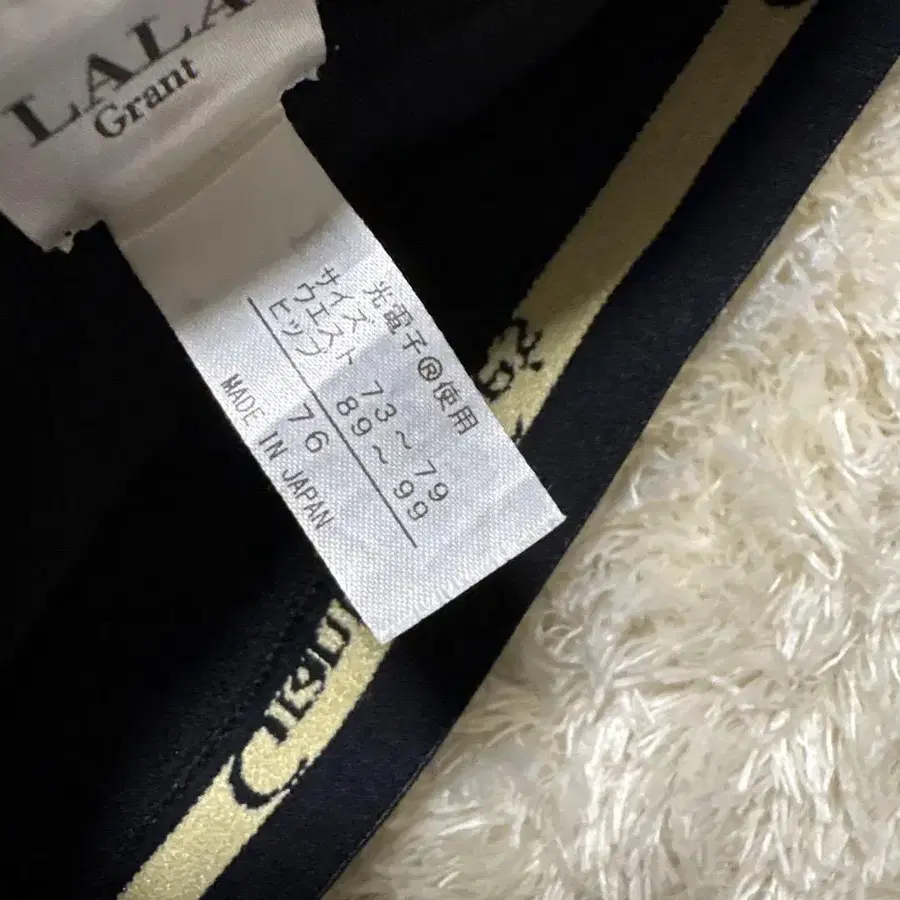 LALA
Grant
光電子®使用
サイズ
ウエスト 73～79
ヒップ 89～99
76
MADE IN JAPAN